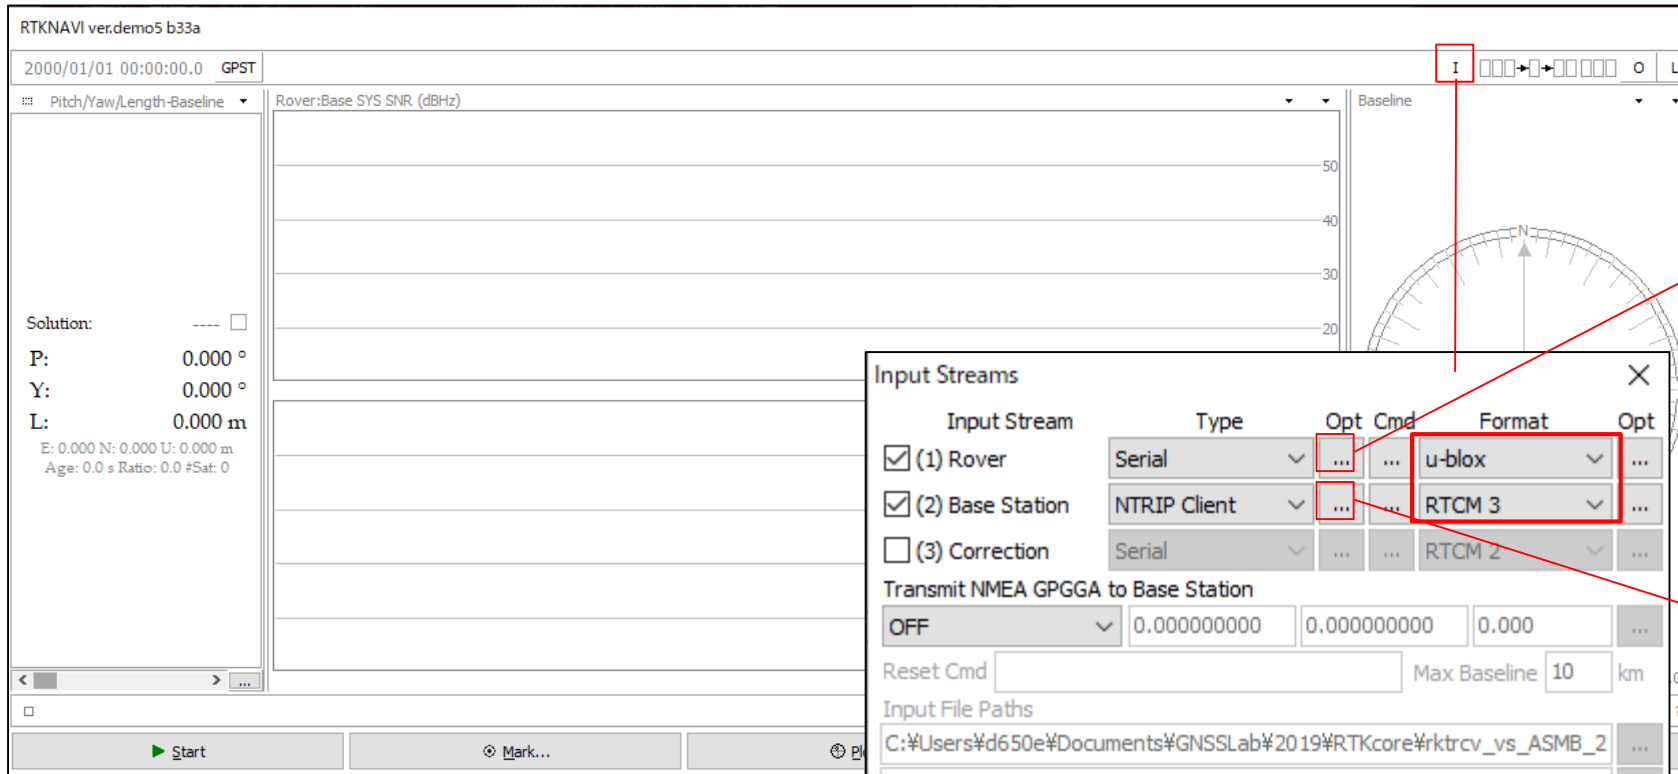 RTKNAVI ver.demo5 b33a
2000/01/01 00:00:00.0 GPST
I
O
L
Pitch/Yaw/Length-Baseline
Rover:Base SYS SNR (dBHz)
Baseline
50
40
30
20
N
Solution: ----
P: 0.000 °
Y: 0.000 °
L: 0.000 m
E: 0.000 N: 0.000 U: 0.000 m
Age: 0.0 s Ratio: 0.0 #Sat: 0
...
Start
Mark...
Input Streams
Input Stream Type Opt Cmd Format Opt
(1) Rover Serial ... ... u-blox ...
(2) Base Station NTRIP Client ... ... RTCM 3 ...
(3) Correction Serial ... ... RTCM 2 ...
Transmit NMEA GPGGA to Base Station
OFF 0.000000000 0.000000000 0.000 ...
Reset Cmd Max Baseline 10 km
Input File Paths
C:¥Users¥d650e¥Documents¥GNSSLab¥2019¥RTKcore¥rktrcv_vs_ASMB_2 ...